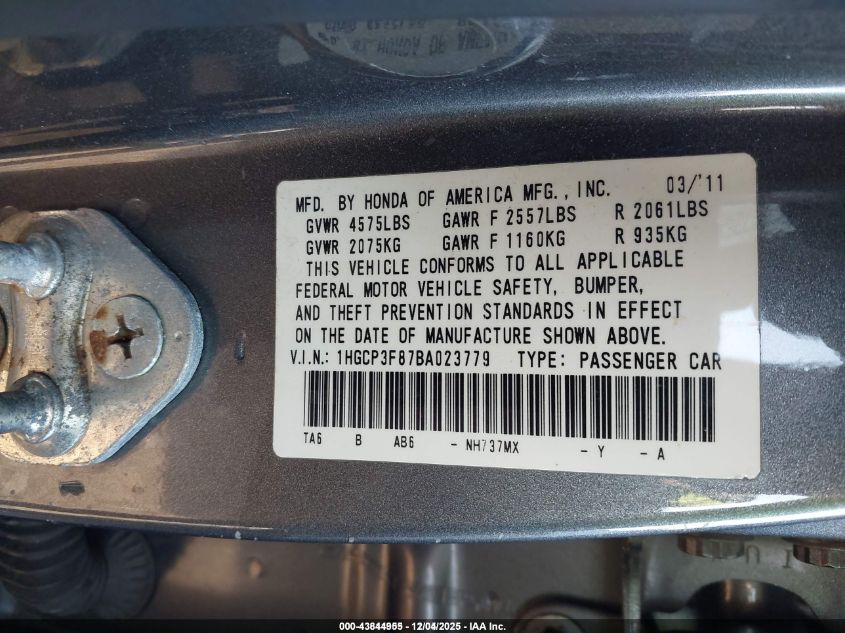 MFD. BY HONDA OF AMERICA MFG., INC. 03/'11
GVWR 4575LBS GAWR F 2557LBS R 2061LBS
GVWR 2075KG GAWR F 1160KG R 935KG
THIS VEHICLE CONFORMS TO ALL APPLICABLE
FEDERAL MOTOR VEHICLE SAFETY, BUMPER,
AND THEFT PREVENTION STANDARDS IN EFFECT
ON THE DATE OF MANUFACTURE SHOWN ABOVE.
V.I.N.: 1HGCP3F87BA023779 TYPE: PASSENGER CAR
TA6 B AB6 - NH737MX - Y - A
000-43844955 - 12/04/2025 - IAA Inc.